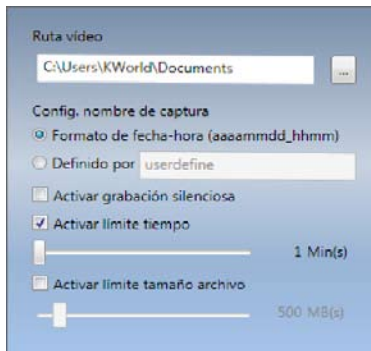 Ruta vídeo
C:\Users\KWorld\Documents
...
Config. nombre de captura
Formato de fecha-hora (aaaammdd_hhmm)
Definido por userdefine
Activar grabación silenciosa
Activar límite tiempo
1 Min(s)
Activar límite tamaño archivo
500 MB(s)